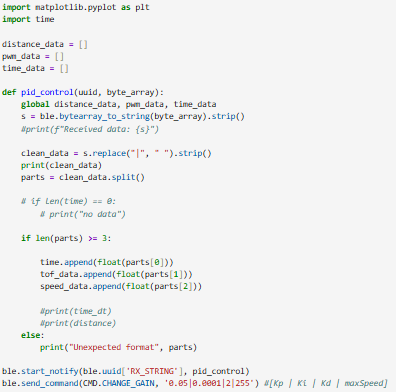 import matplotlib.pyplot as plt
import time
distance_data = []
pwm_data = []
time_data = []
def pid_control(uuid, byte_array):
global distance_data, pwm_data, time_data
s = ble.bytearray_to_string(byte_array).strip()
#print(f"Received data: {s}")
clean_data = s.replace("|", " ").strip()
print(clean_data)
parts = clean_data.split()
# if len(time) == 0:
# print("no data")
if len(parts) >= 3:
time.append(float(parts[0]))
tof_data.append(float(parts[1]))
speed_data.append(float(parts[2]))
#print(time_dt)
#print(distance)
else:
print("Unexpected format", parts)
ble.start_notify(ble.uuid['RX_STRING'], pid_control)
ble.send_command(CMD.CHANGE_GAIN, '0.05|0.0001|2|255') #[Kp | Ki | Kd | maxSpeed]